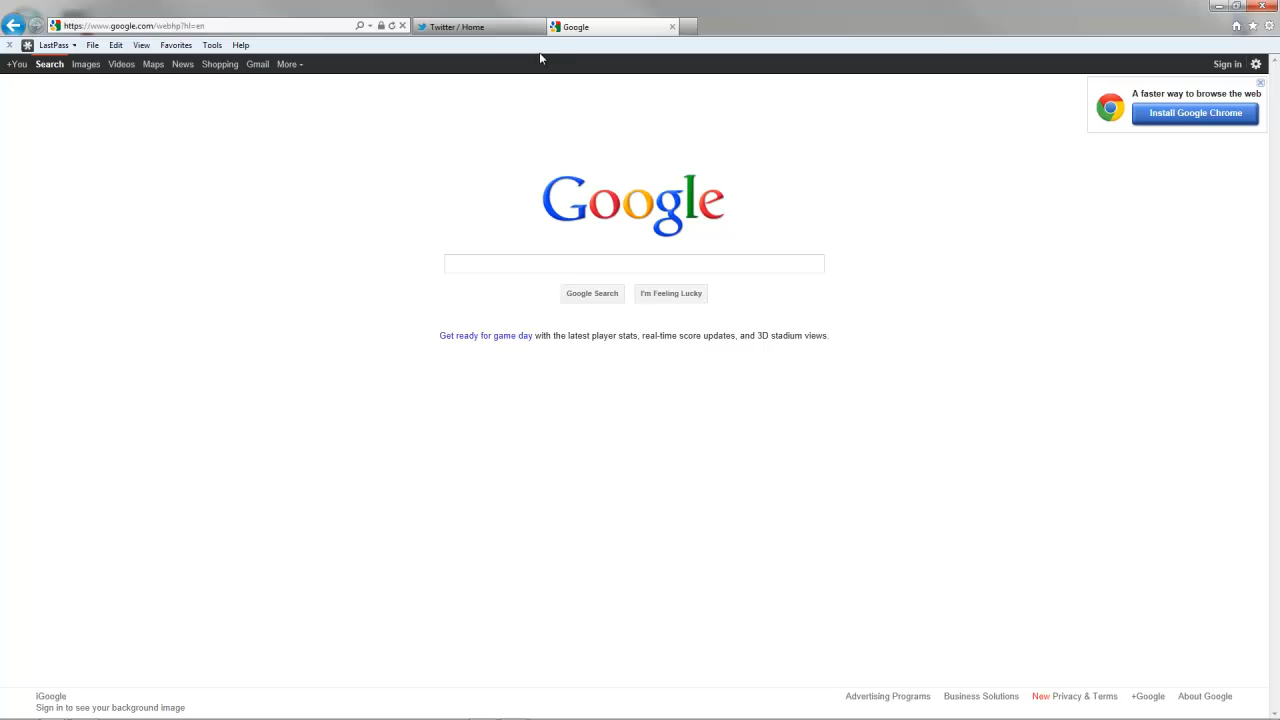 https://www.google.com/webhp?hl=en
Twitter / Home
Google
LastPass File Edit View Favorites Tools Help
+You Search Images Videos Maps News Shopping Gmail More
Sign in
A faster way to browse the web
Install Google Chrome
Google
Google Search I'm Feeling Lucky
Get ready for game day with the latest player stats, real-time score updates, and 3D stadium views.
iGoogle
Sign in to see your background image
Advertising Programs Business Solutions New Privacy & Terms +Google About Google